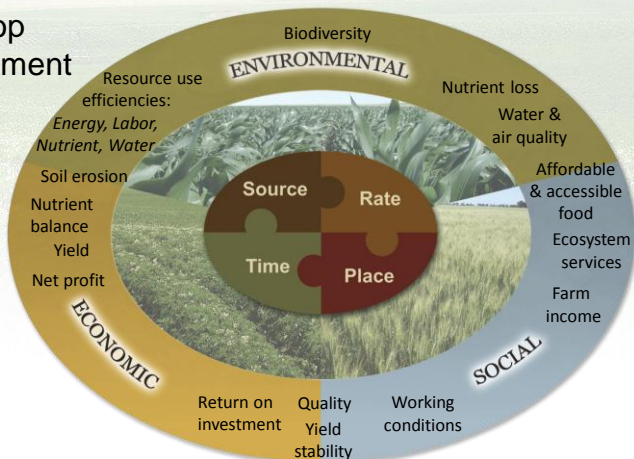 op
ment
Biodiversity
ENVIRONMENTAL
Resource use
efficiencies:
Energy, Labor,
Nutrient, Water
Nutrient loss
Water &
air quality
Soil erosion
Nutrient
balance
Yield
Net profit
ECONOMIC
Source
Rate
Time
Place
Affordable
& accessible
food
Ecosystem
services
Farm
income
SOCIAL
Return on
investment
Quality
Yield
stability
Working
conditions